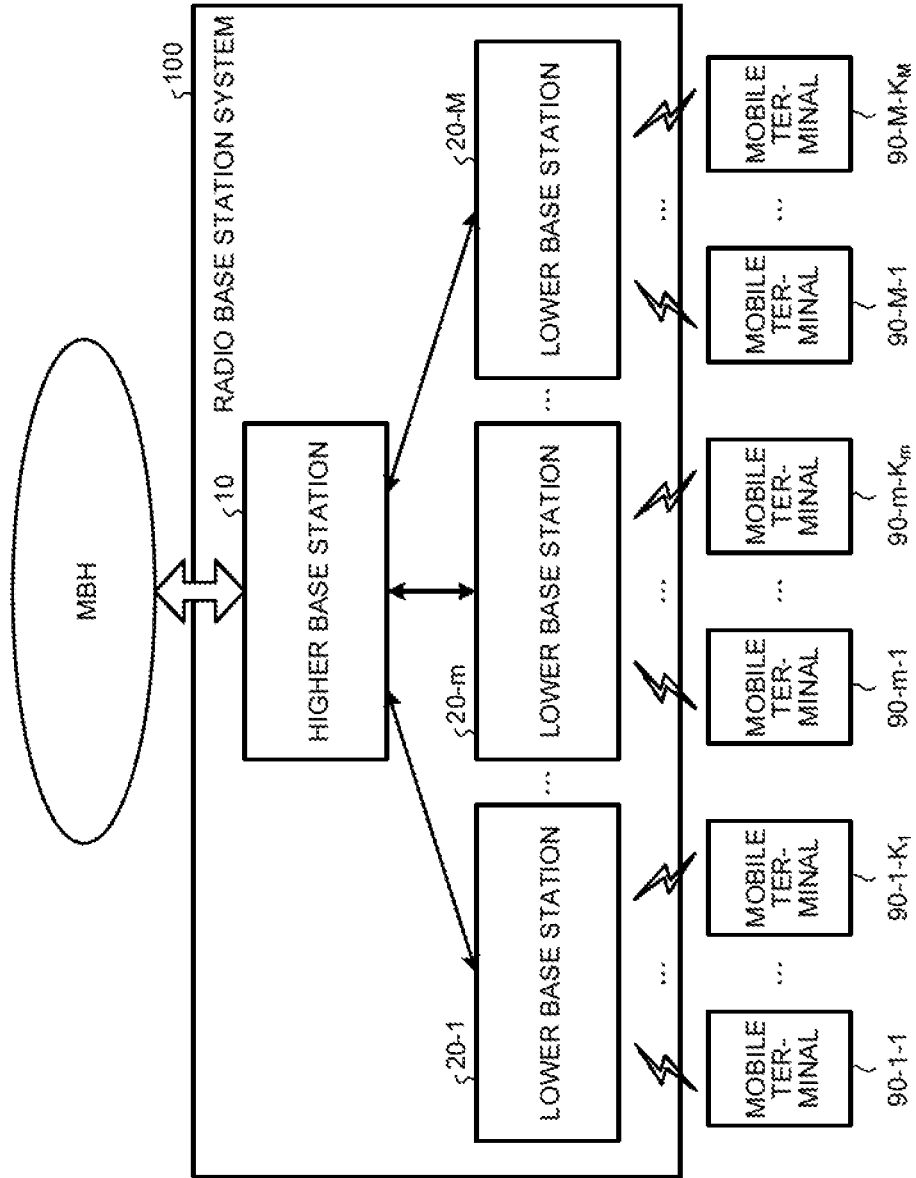 MBH
100
RADIO BASE STATION SYSTEM
10
HIGHER BASE STATION
20-1
LOWER BASE STATION
...
20-m
LOWER BASE STATION
...
20-M
LOWER BASE STATION
...
...
...
MOBILE
TER-
MINAL
...
MOBILE
TER-
MINAL
MOBILE
TER-
MINAL
...
MOBILE
TER-
MINAL
MOBILE
TER-
MINAL
...
MOBILE
TER-
MINAL
90-1-1
90-1-K₁
90-m-1
90-m-Kₘ
90-M-1
90-M-K_M